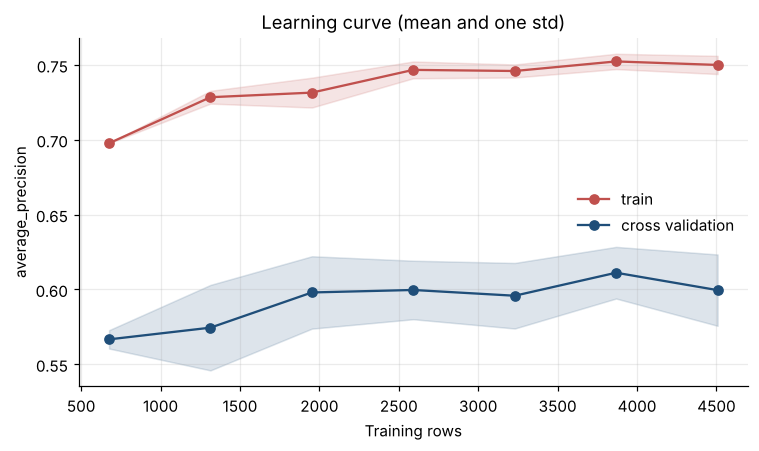 Learning curve (mean and one std)
average_precision
0.75
0.70
0.65
0.60
0.55
train
cross validation
500 1000 1500 2000 2500 3000 3500 4000 4500
Training rows